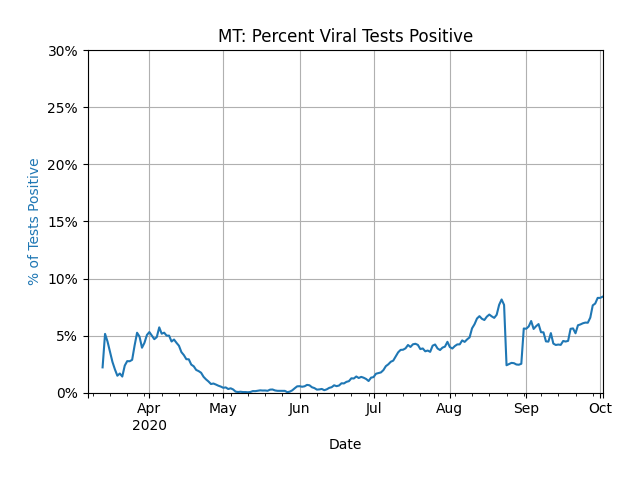 MT: Percent Viral Tests Positive
30%
25%
20%
15%
10%
5%
0%
% of Tests Positive
Apr
2020
May
Jun
Jul
Aug
Sep
Oct
Date